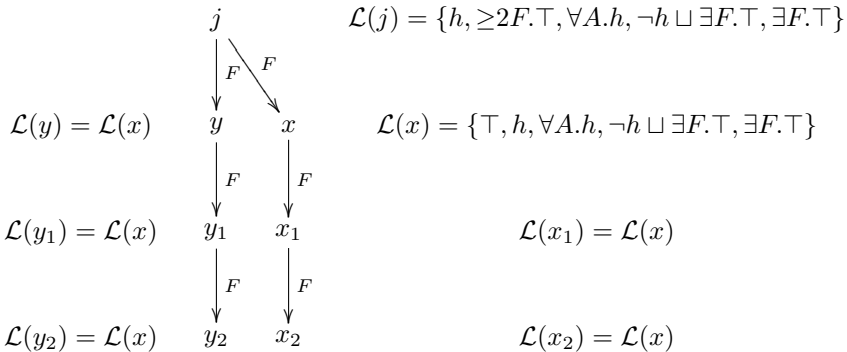 j ℒ(j) = {h, ≥2F.⊤, ∀A.h, ¬h ⊔ ∃F.⊤, ∃F.⊤}
F F
ℒ(y) = ℒ(x) y x ℒ(x) = {⊤, h, ∀A.h, ¬h ⊔ ∃F.⊤, ∃F.⊤}
F F
ℒ(y₁) = ℒ(x) y₁ x₁ ℒ(x₁) = ℒ(x)
F F
ℒ(y₂) = ℒ(x) y₂ x₂ ℒ(x₂) = ℒ(x)